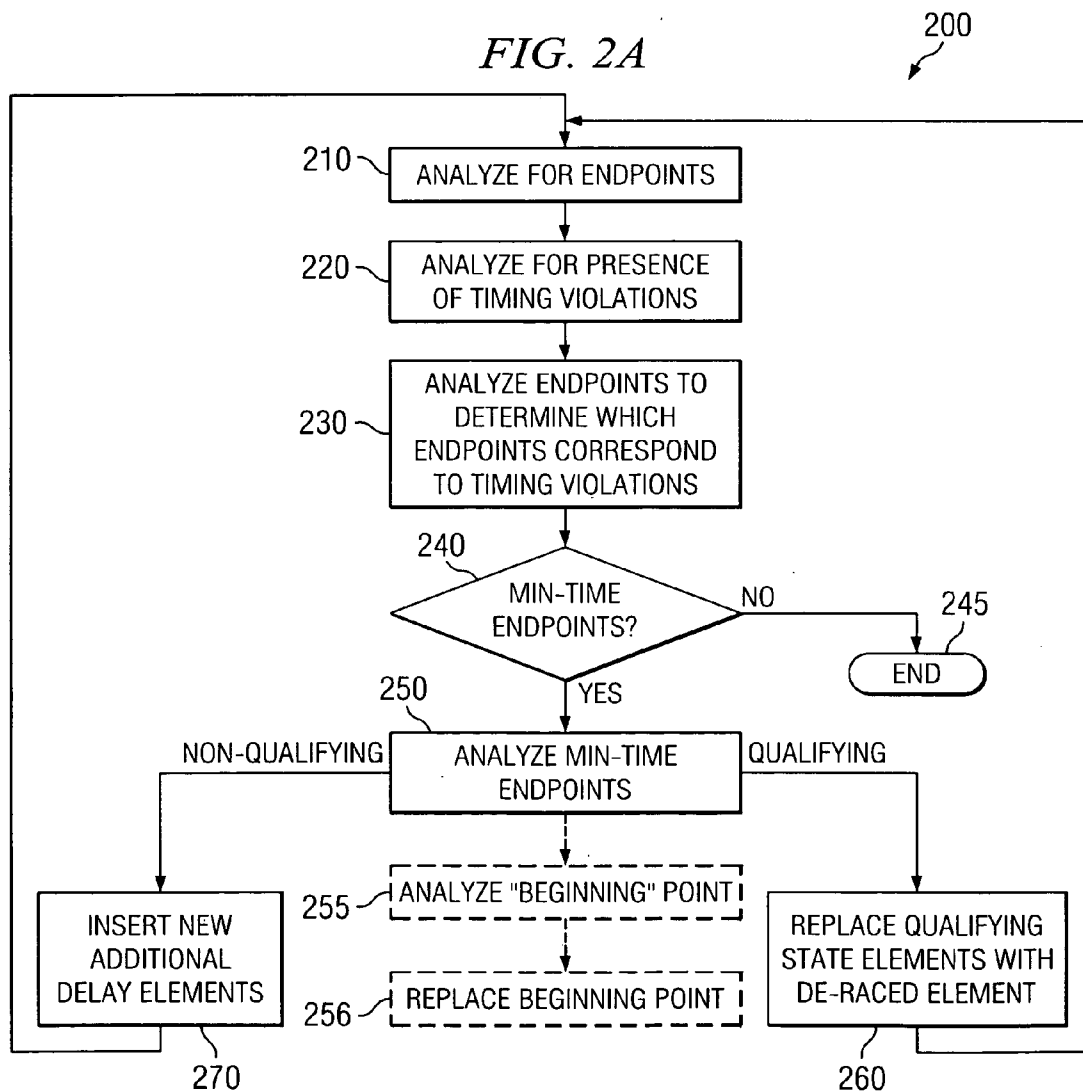 FIG. 2A
200
210
ANALYZE FOR ENDPOINTS
220
ANALYZE FOR PRESENCE
OF TIMING VIOLATIONS
230
ANALYZE ENDPOINTS TO
DETERMINE WHICH
ENDPOINTS CORRESPOND
TO TIMING VIOLATIONS
240
MIN-TIME
ENDPOINTS?
NO
245
END
YES
250
NON-QUALIFYING
ANALYZE MIN-TIME
ENDPOINTS
QUALIFYING
255
ANALYZE "BEGINNING" POINT
256
REPLACE BEGINNING POINT
INSERT NEW
ADDITIONAL
DELAY ELEMENTS
270
REPLACE QUALIFYING
STATE ELEMENTS WITH
DE-RACED ELEMENT
260